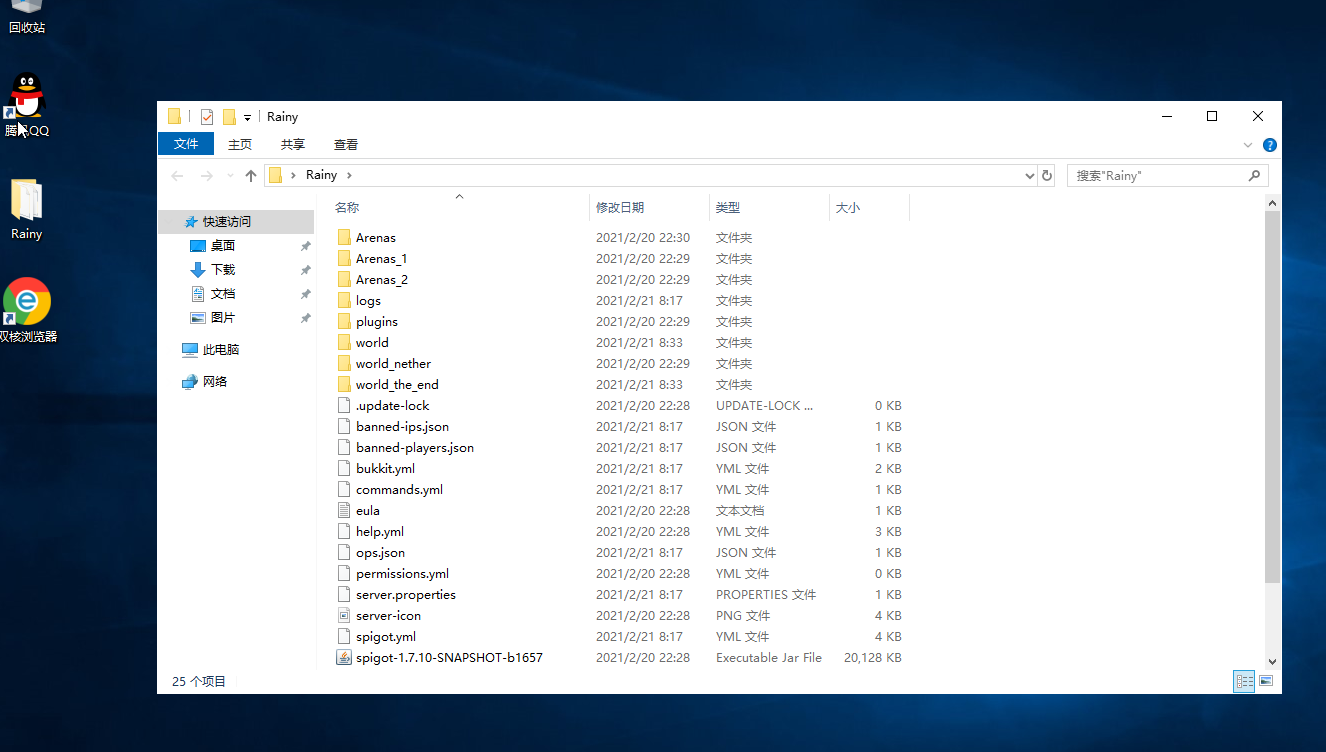 回收站
腾讯QQ
Rainy
双核浏览器
Rainy
文件 主页 共享 查看
Rainy
搜索"Rainy"
快速访问
桌面
下载
文档
图片
此电脑
网络
名称 修改日期 类型 大小
Arenas 2021/2/20 22:30 文件夹
Arenas_1 2021/2/20 22:29 文件夹
Arenas_2 2021/2/20 22:29 文件夹
logs 2021/2/21 8:17 文件夹
plugins 2021/2/20 22:29 文件夹
world 2021/2/21 8:33 文件夹
world_nether 2021/2/20 22:29 文件夹
world_the_end 2021/2/21 8:33 文件夹
.update-lock 2021/2/20 22:28 UPDATE-LOCK ... 0 KB
banned-ips.json 2021/2/21 8:17 JSON 文件 1 KB
banned-players.json 2021/2/21 8:17 JSON 文件 1 KB
bukkit.yml 2021/2/21 8:17 YML 文件 2 KB
commands.yml 2021/2/21 8:17 YML 文件 1 KB
eula 2021/2/20 22:28 文本文档 1 KB
help.yml 2021/2/20 22:28 YML 文件 3 KB
ops.json 2021/2/21 8:17 JSON 文件 1 KB
permissions.yml 2021/2/20 22:28 YML 文件 0 KB
server.properties 2021/2/21 8:17 PROPERTIES 文件 1 KB
server-icon 2021/2/20 22:28 PNG 文件 4 KB
spigot.yml 2021/2/21 8:17 YML 文件 4 KB
spigot-1.7.10-SNAPSHOT-b1657 2021/2/20 22:28 Executable Jar File 20,128 KB
25 个项目